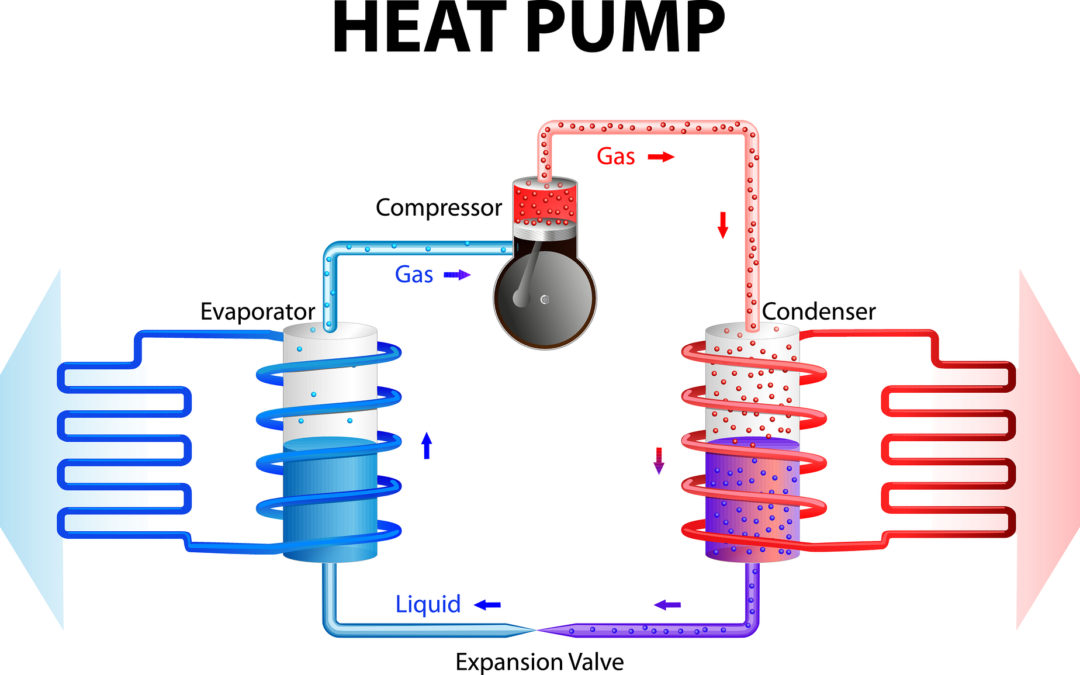 HEAT PUMP
Gas
Compressor
Gas
Evaporator
Condenser
Liquid
Expansion Valve